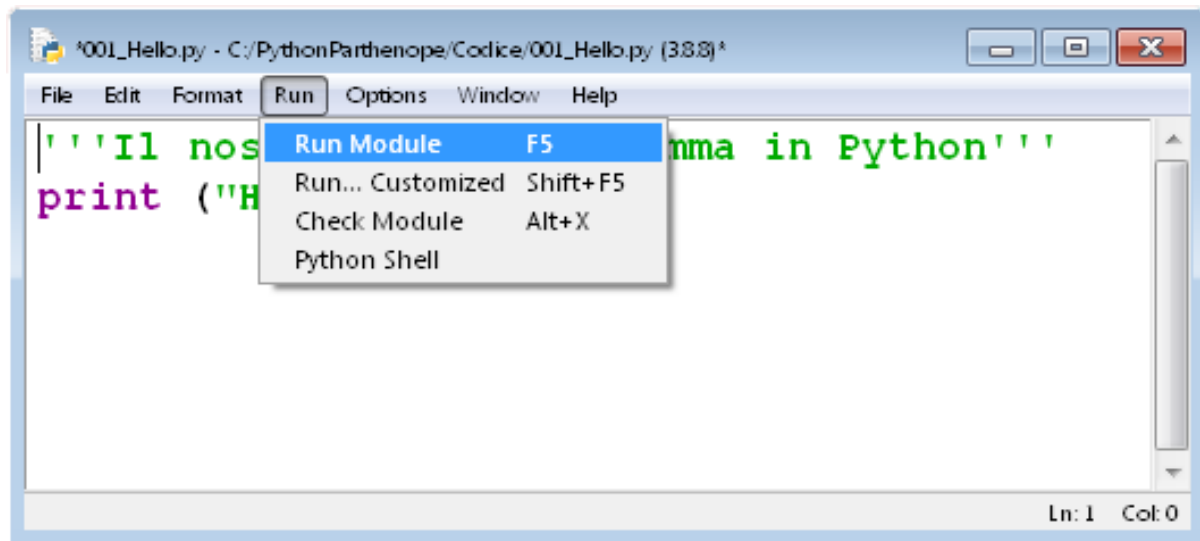 *001_Hello.py - C:/PythonParthenope/Codice/001_Hello.py (3.8.8)*
File Edit Format Run Options Window Help
'''Il nos mma in Python'''
print ("H
Run Module F5
Run... Customized Shift+F5
Check Module Alt+X
Python Shell
Ln: 1 Col: 0